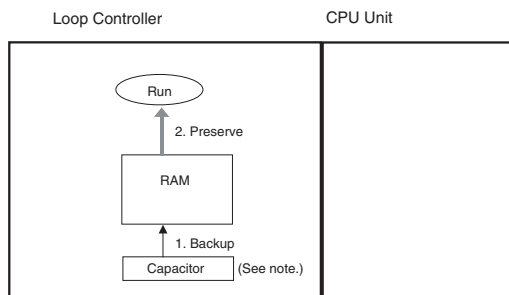 Loop Controller
CPU Unit
Run
2. Preserve
RAM
1. Backup
Capacitor
(See note.)